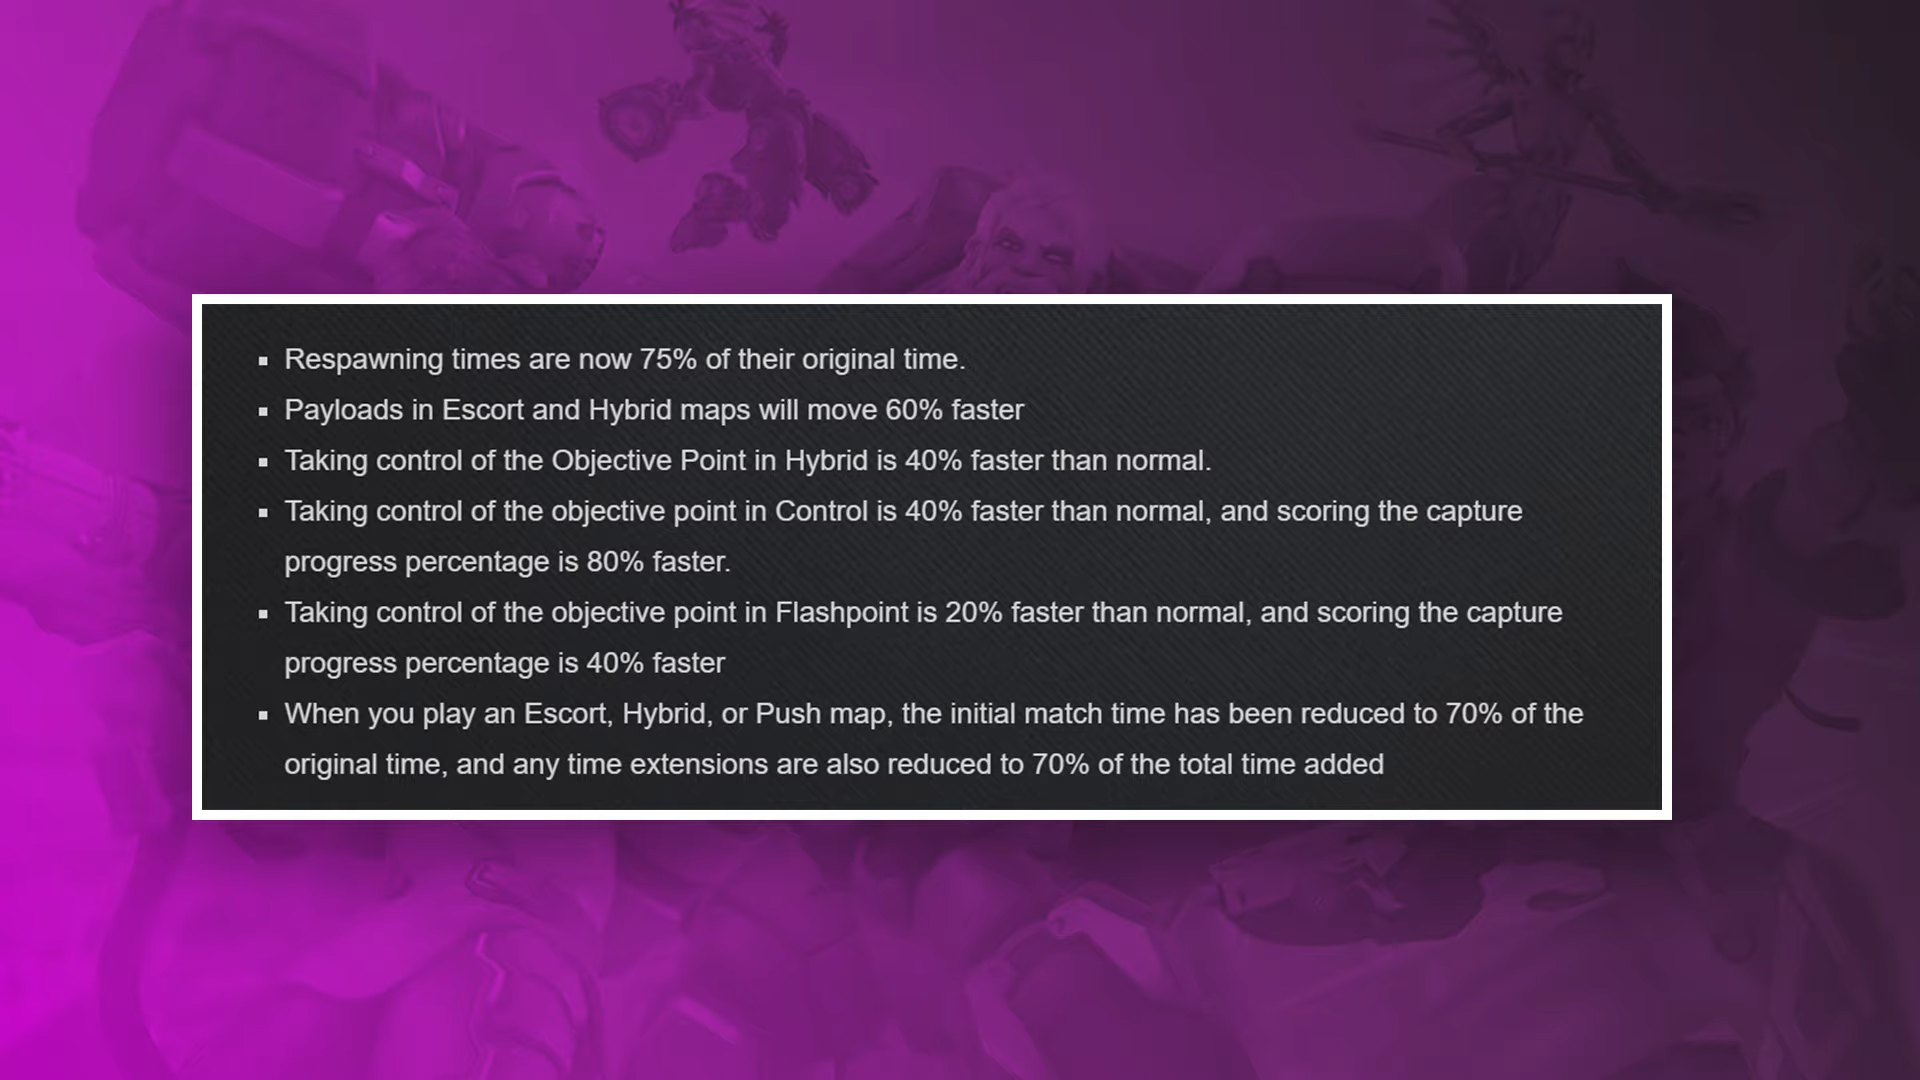 ▪ Respawning times are now 75% of their original time.
▪ Payloads in Escort and Hybrid maps will move 60% faster
▪ Taking control of the Objective Point in Hybrid is 40% faster than normal.
▪ Taking control of the objective point in Control is 40% faster than normal, and scoring the capture
progress percentage is 80% faster.
▪ Taking control of the objective point in Flashpoint is 20% faster than normal, and scoring the capture
progress percentage is 40% faster
▪ When you play an Escort, Hybrid, or Push map, the initial match time has been reduced to 70% of the
original time, and any time extensions are also reduced to 70% of the total time added